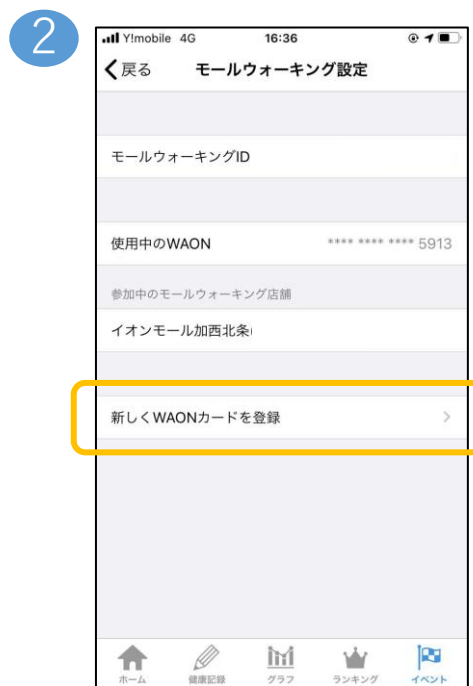 2
Y!mobile 4G 16:36
戻る モールウォーキング設定
モールウォーキングID
使用中のWAON **** **** **** 5913
参加中のモールウォーキング店舗
イオンモール加西北条
新しくWAONカードを登録
ホーム 健康記録 グラフ ランキング イベント